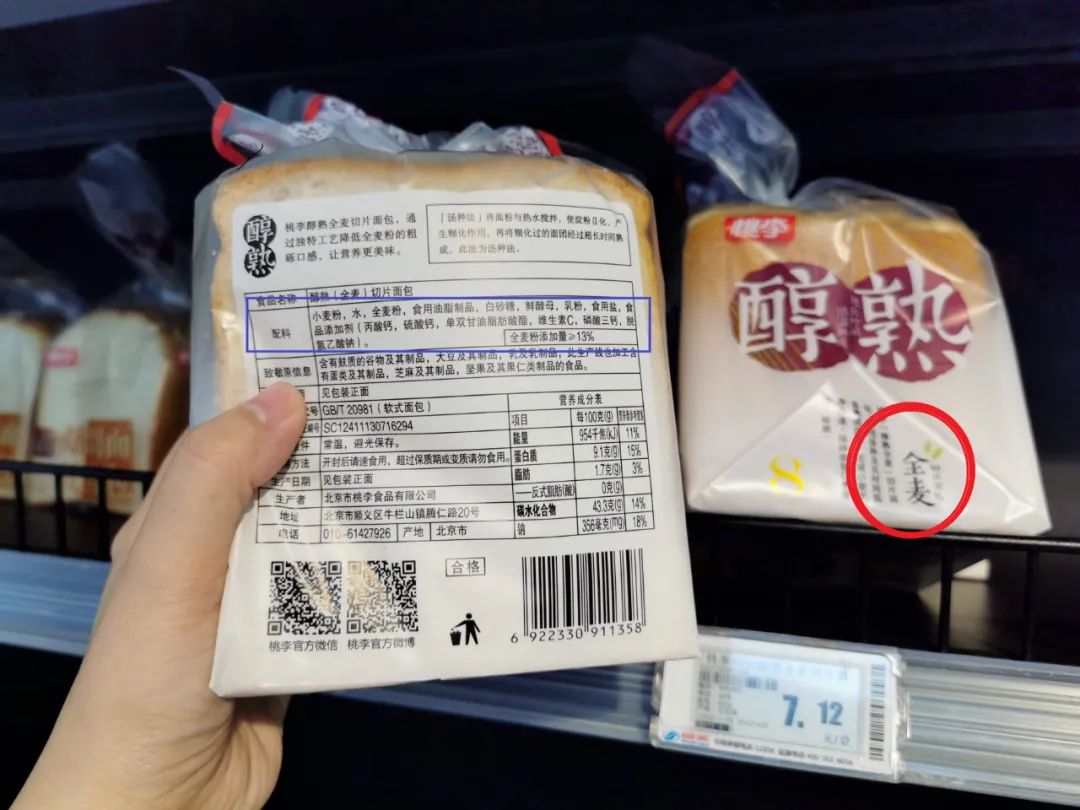 醇熟
桃李醇熟全麦切片面包，通
过独特工艺降低全麦粉的粗
砾口感，让营养更美味。
「汤种法」将面粉与热水搅拌，使淀粉α化，产
生糊化作用。再将糊化过的面团经过超长时间熟
成，此法为汤种法。
食品名称 醇熟（全麦）切片面包
配料 小麦粉，水，全麦粉，食用油脂制品，白砂糖，鲜酵母，乳粉，食用盐，食
品添加剂（丙酸钙，硫酸钙，单双甘油脂肪酸酯，维生素C，磷酸三钙，脱
氢乙酸钠）。 全麦粉添加量≥13%
致敏原信息 含有麸质的谷物及其制品，大豆及其制品，乳及乳制品，此生产线也加工含
有蛋类及其制品，芝麻及其制品，坚果及其果仁类制品的食品。
见包装正面
号 GB/T 20981（软式面包）
编号 SC12411130716294
件 常温，避光保存。
方法 开封后请速食用，超过保质期或变质请勿食用。
生产日期 见包装正面
生产者 北京市桃李食品有限公司
地址 北京市顺义区牛栏山镇腾仁路20号
电话 010-61427926 产地 北京市
营养成分表
项目 每100克(g)
能量 954千焦(kJ) 11%
蛋白质 9.1克(g) 15%
脂肪 1.7克(g) 3%
——反式脂肪(酸) 0克(g)
碳水化合物 43.3克(g) 14%
钠 356毫克(mg) 18%
合格
桃李官方微信 桃李官方微博
6 922330 911358
桃李
醇熟
全麦
8
7.12
元/袋